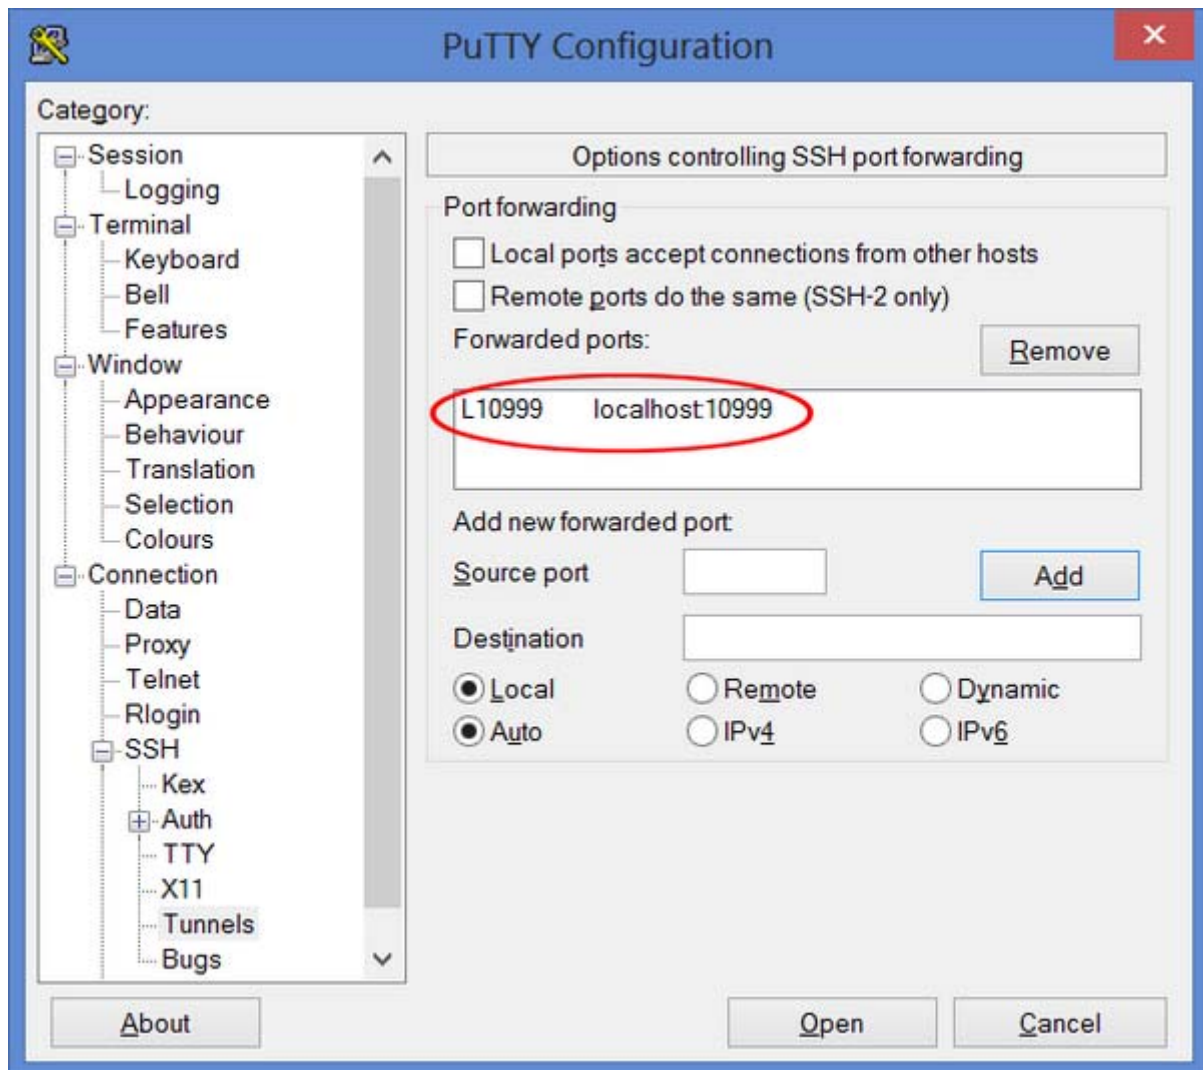 PuTTY Configuration
Category:
Session
Logging
Terminal
Keyboard
Bell
Features
Window
Appearance
Behaviour
Translation
Selection
Colours
Connection
Data
Proxy
Telnet
Rlogin
SSH
Kex
Auth
TTY
X11
Tunnels
Bugs
Options controlling SSH port forwarding
Port forwarding
Local ports accept connections from other hosts
Remote ports do the same (SSH-2 only)
Forwarded ports:
Remove
L10999 localhost:10999
Add new forwarded port:
Source port
Add
Destination
Local Remote Dynamic
Auto IPv4 IPv6
About Open Cancel